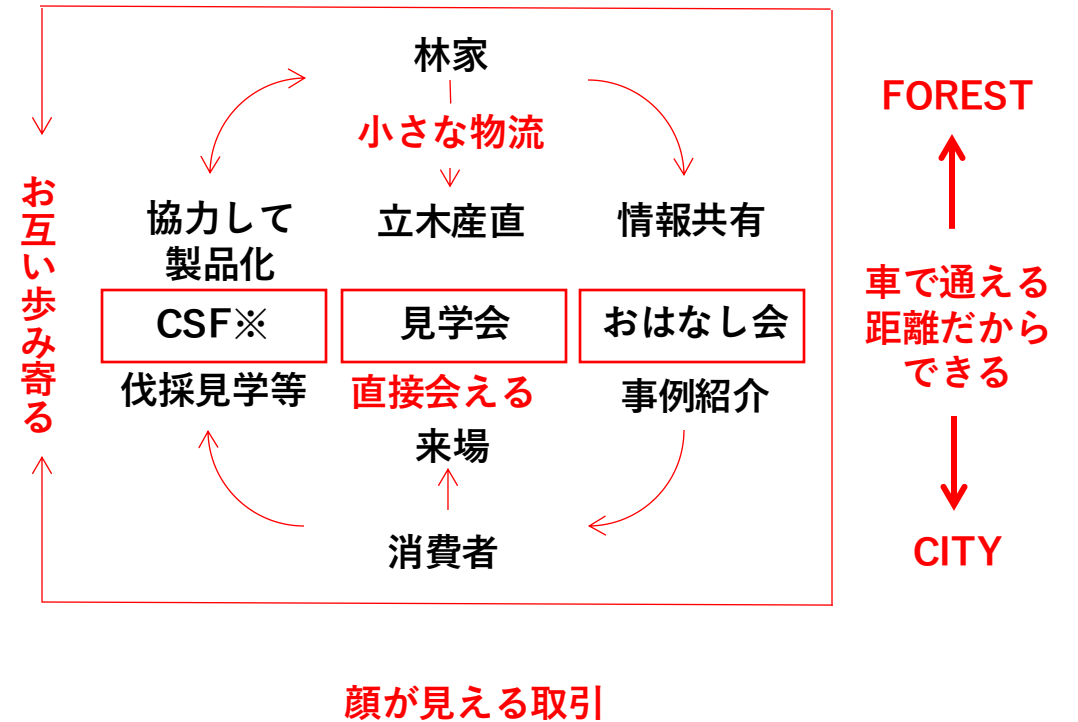 林家
小さな物流
協力して
製品化
立木産直
情報共有
CSF※
見学会
おはなし会
伐採見学等
直接会える
来場
事例紹介
消費者
お互い歩み寄る
FOREST
車で通える
距離だから
できる
CITY
顔が見える取引